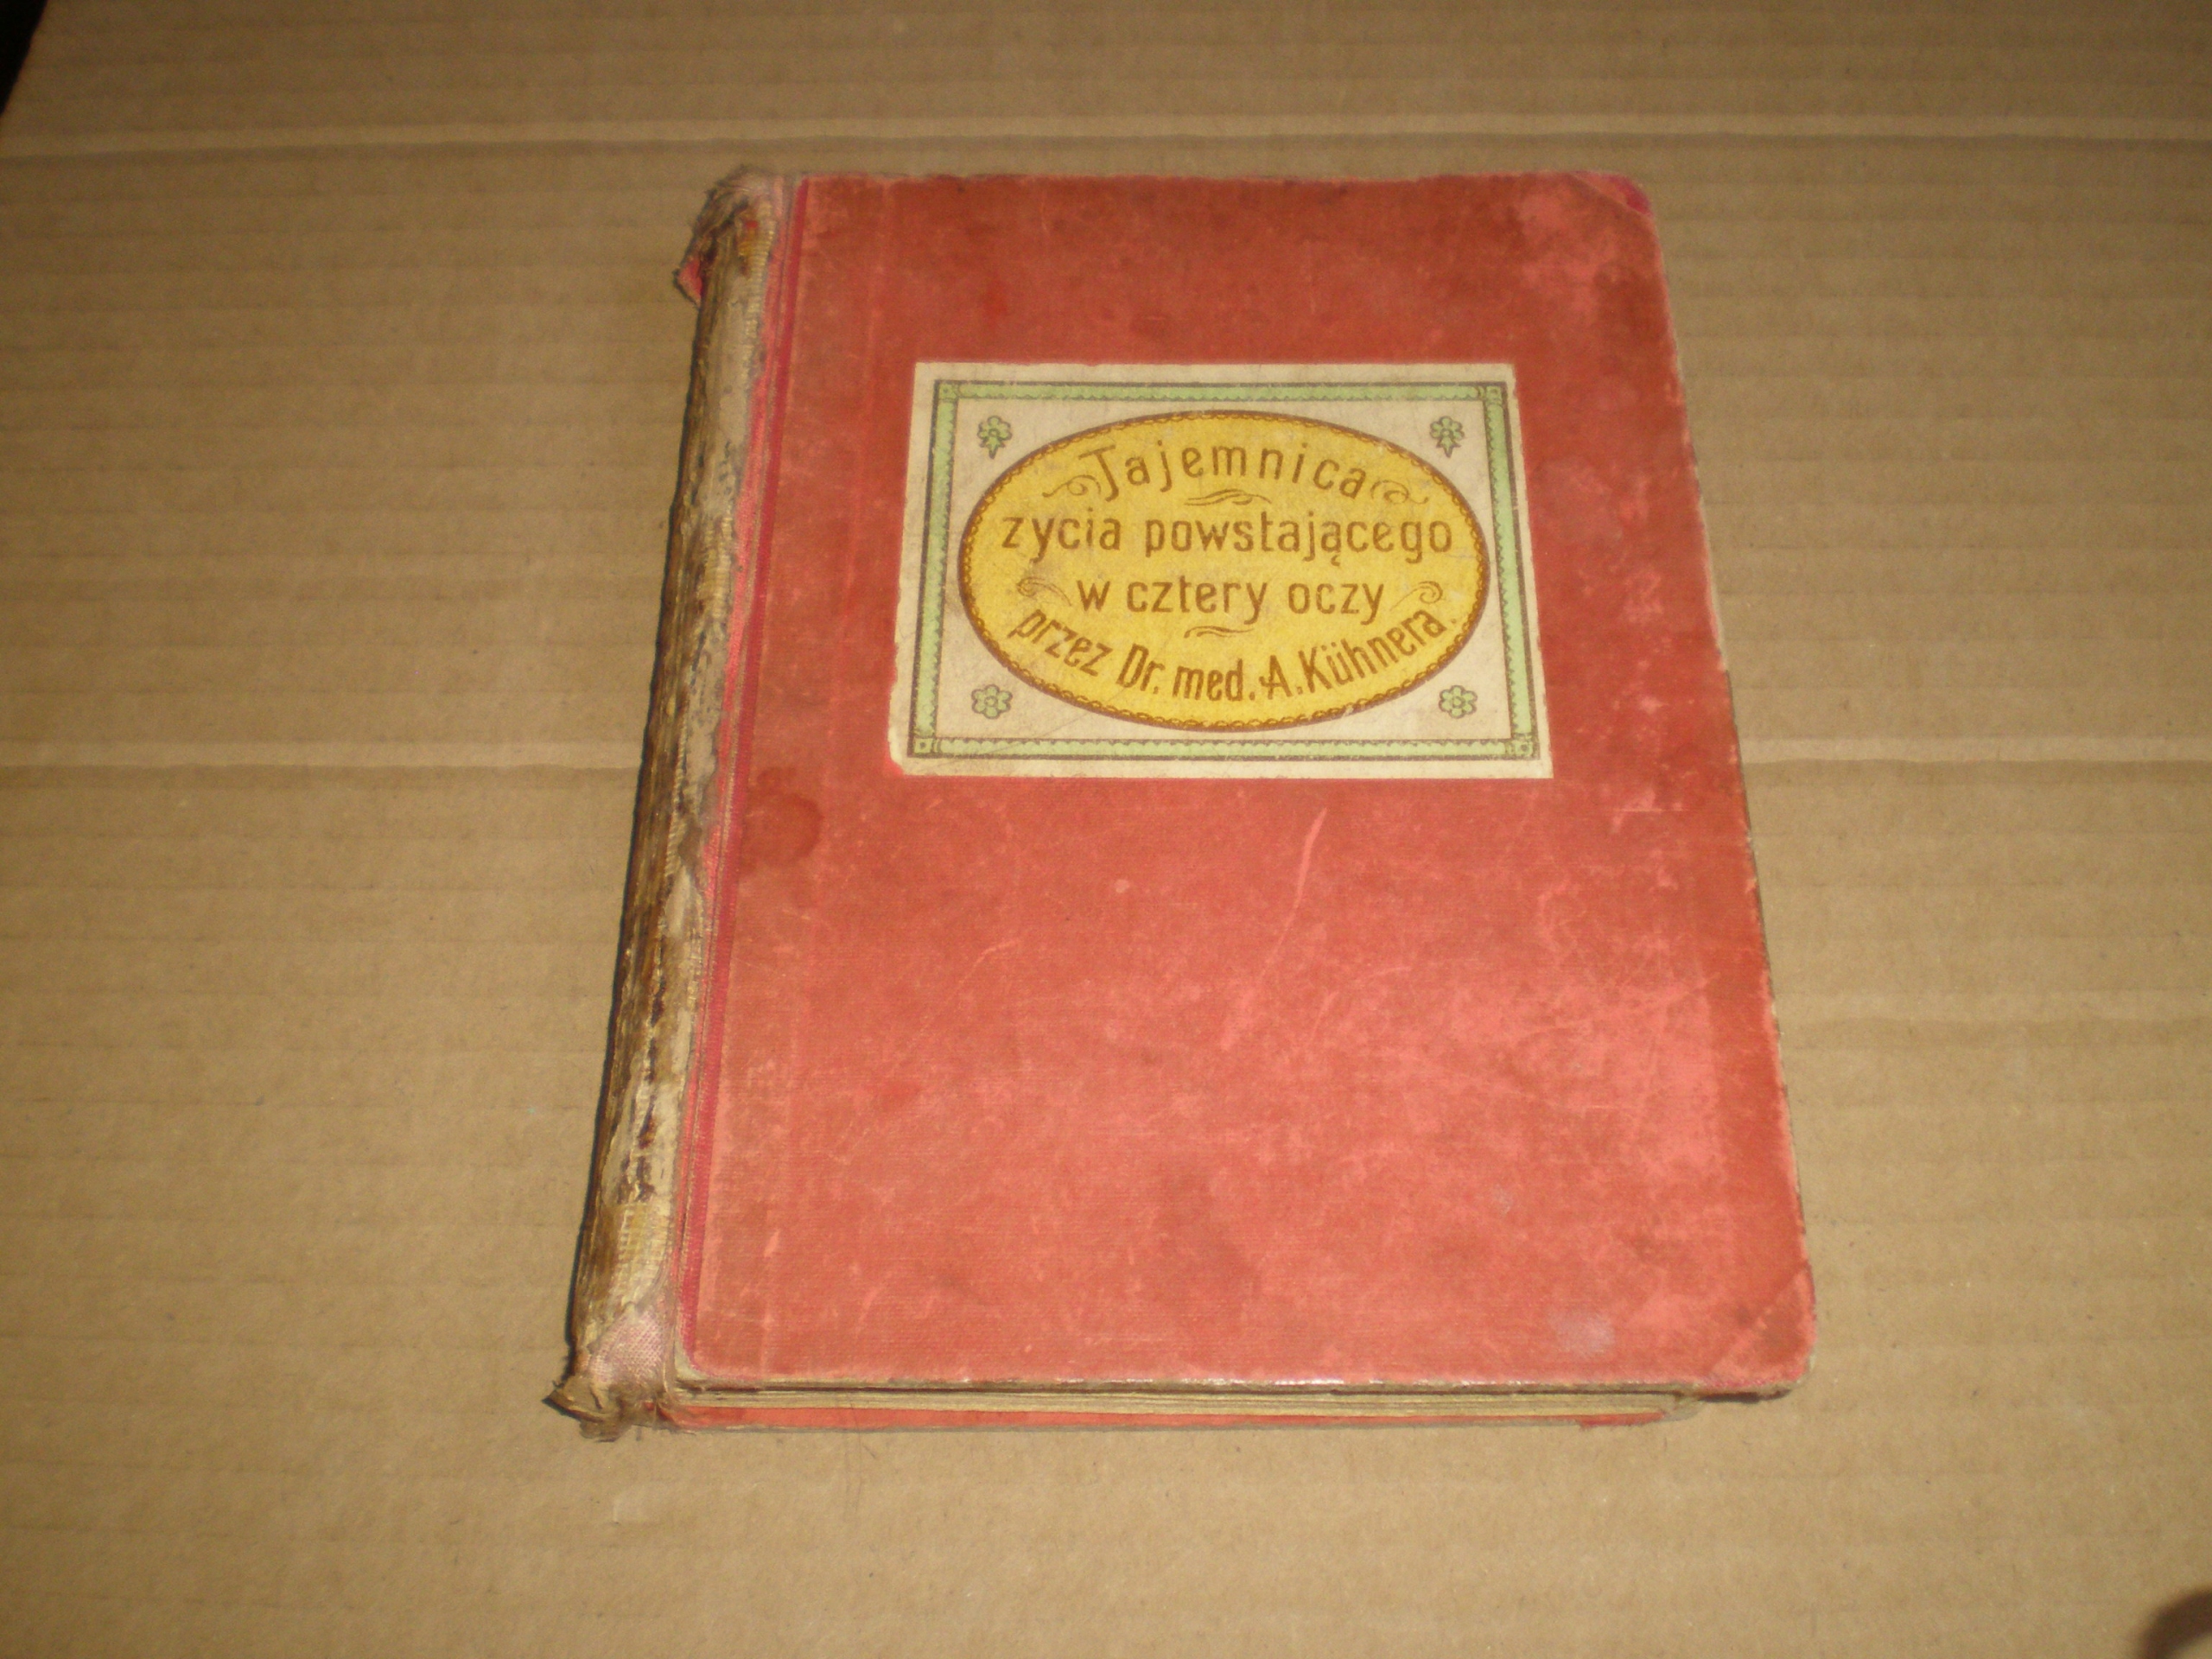 Tajemnica
zycia powstającego
w cztery oczy
przez Dr. med. A. Kühnera